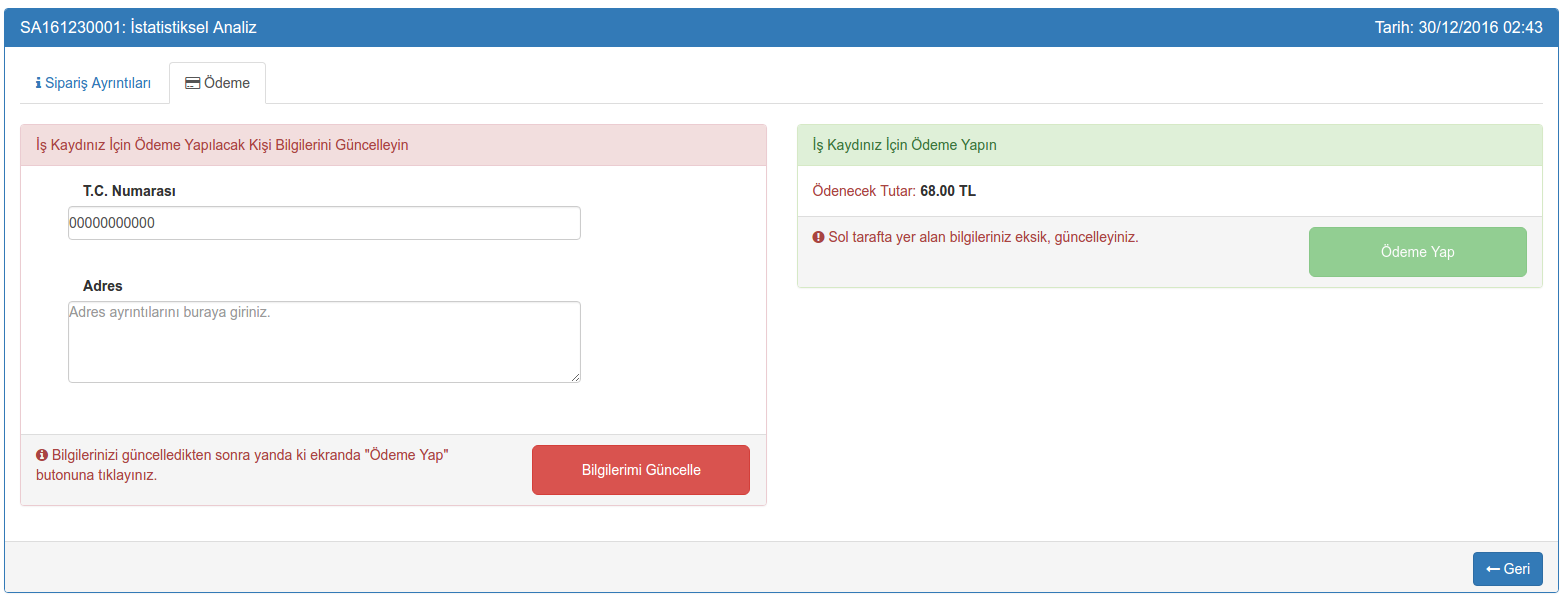 SA161230001: İstatistiksel Analiz
Tarih: 30/12/2016 02:43
Sipariş Ayrıntıları
Ödeme
İş Kaydınız İçin Ödeme Yapılacak Kişi Bilgilerini Güncelleyin
T.C. Numarası
00000000000
Adres
Adres ayrıntılarını buraya giriniz.
Bilgilerinizi güncelledikten sonra yanda ki ekranda "Ödeme Yap"
butonuna tıklayınız.
Bilgilerimi Güncelle
İş Kaydınız İçin Ödeme Yapın
Ödenecek Tutar: 68.00 TL
Sol tarafta yer alan bilgileriniz eksik, güncelleyiniz.
Ödeme Yap
Geri